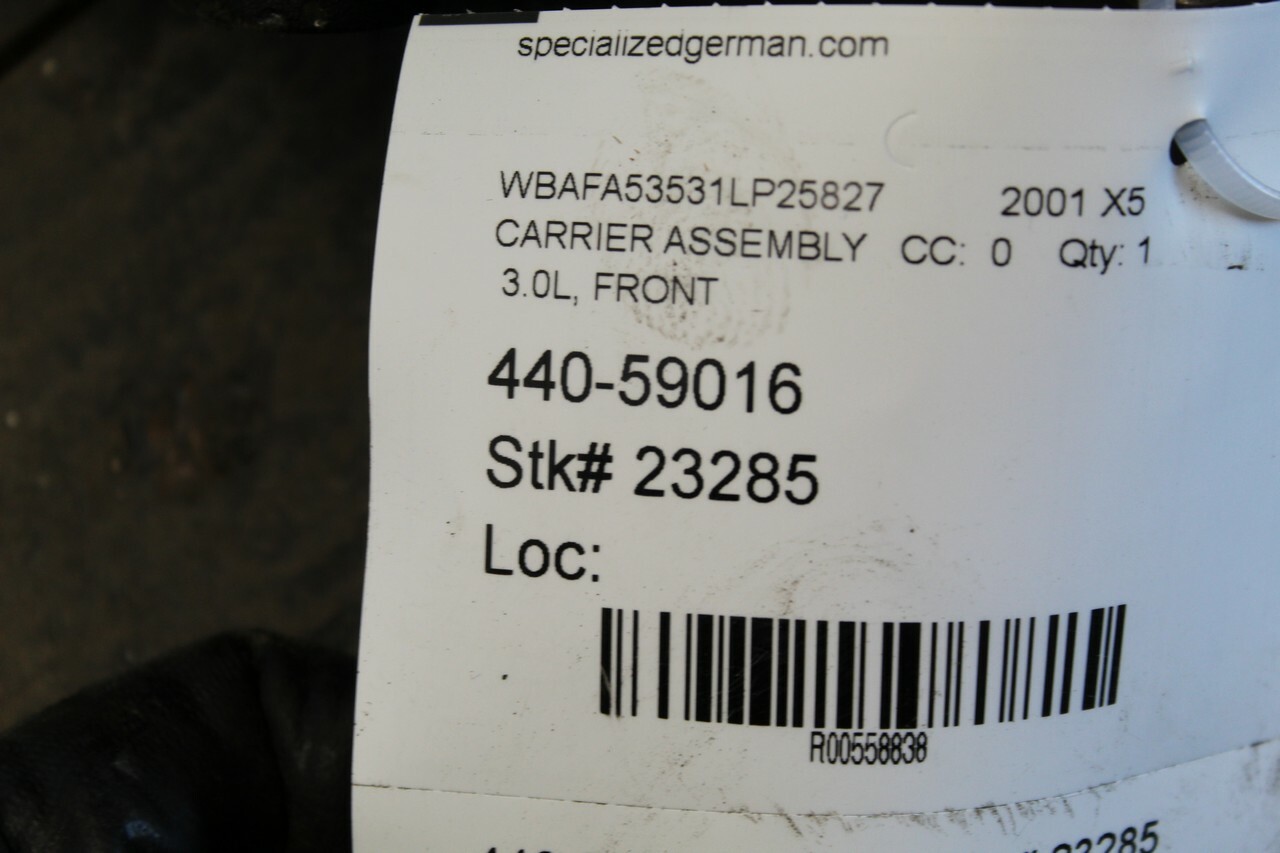 specializedgerman.com
WBAFA53531LP25827 2001 X5
CARRIER ASSEMBLY CC: 0 Qty: 1
3.0L, FRONT
440-59016
Stk# 23285
Loc:
R00558838
23285